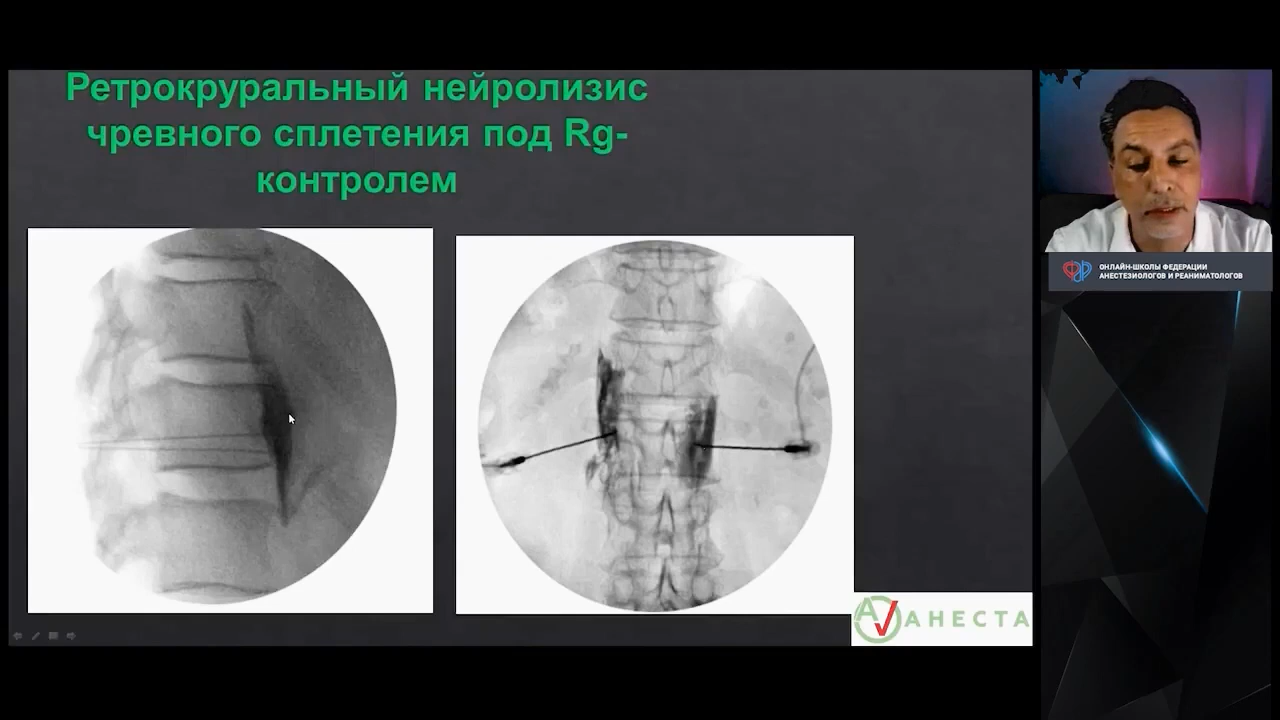 Ретрокруральный нейролизис
чревного сплетения под Rg-
контролем
ОНЛАЙН-ШКОЛЫ ФЕДЕРАЦИИ
АНЕСТЕЗИОЛОГОВ И РЕАНИМАТОЛОГОВ
АНЕСТА